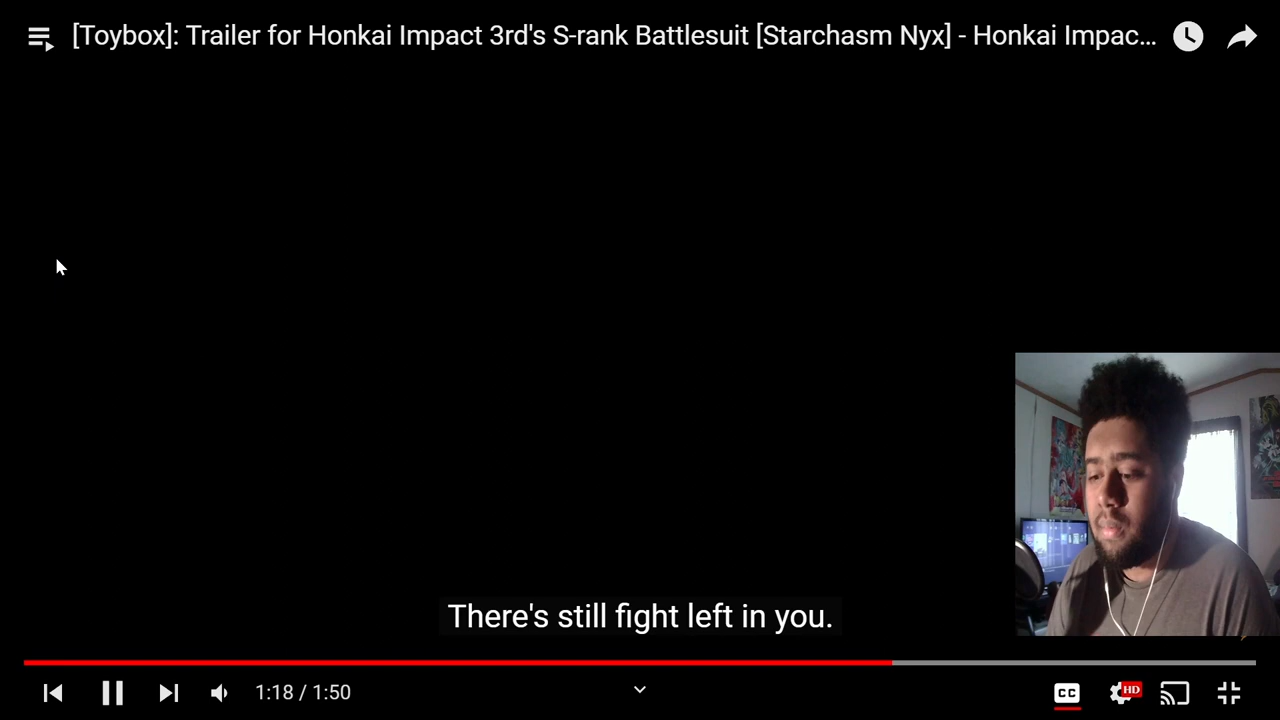 [Toybox]: Trailer for Honkai Impact 3rd's S-rank Battlesuit [Starchasm Nyx] - Honkai Impac...
There's still fight left in you.
1:18 / 1:50
CC
HD